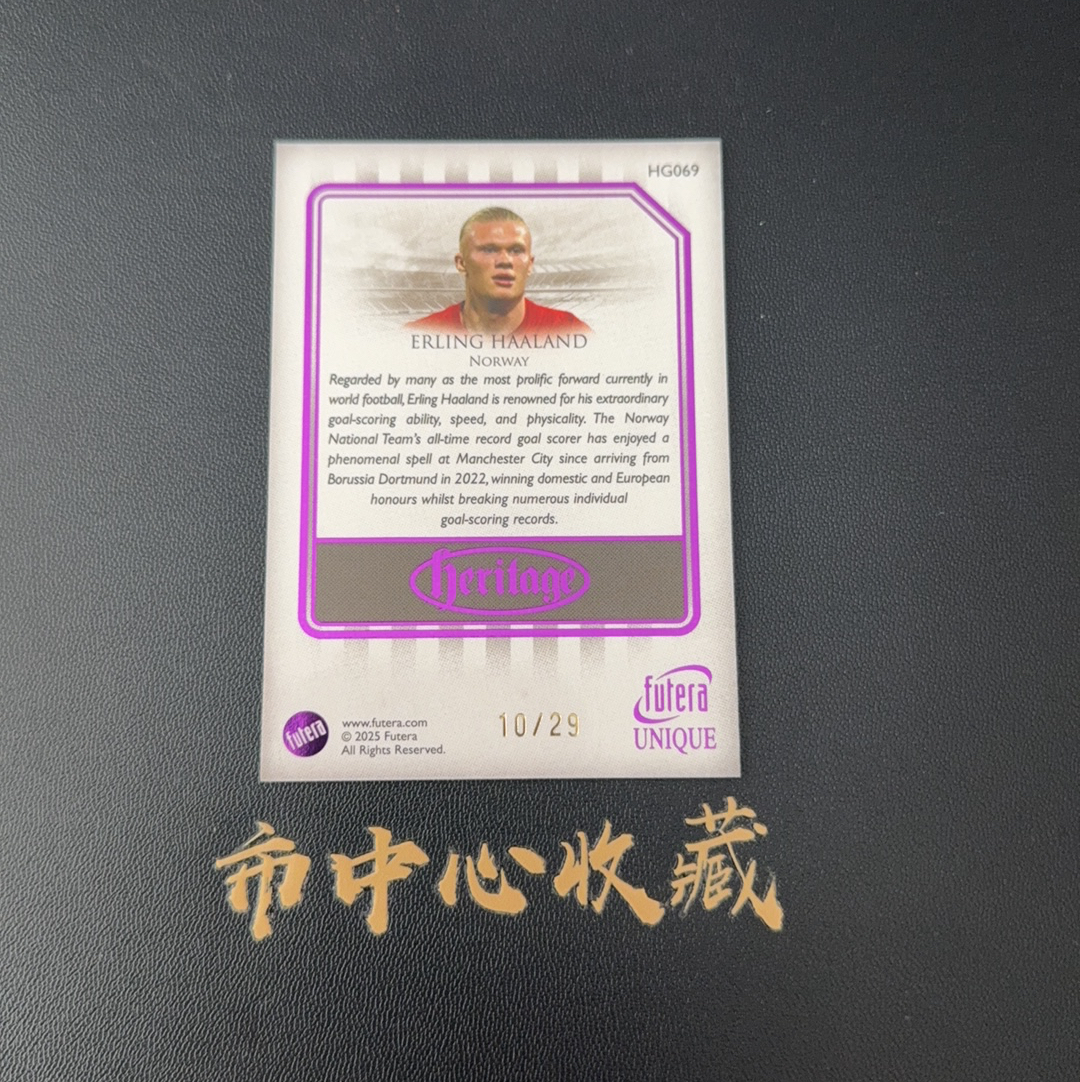 HG069
ERLING HAALAND
NORWAY
Regarded by many as the most prolific forward currently in
world football, Erling Haaland is renowned for his extraordinary
goal-scoring ability, speed, and physicality. The Norway
National Team's all-time record goal scorer has enjoyed a
phenomenal spell at Manchester City since arriving from
Borussia Dortmund in 2022, winning domestic and European
honours whilst breaking numerous individual
goal-scoring records.
heritage
futera
www.futera.com
© 2025 Futera
All Rights Reserved.
10/29
futera
UNIQUE
市中心收藏